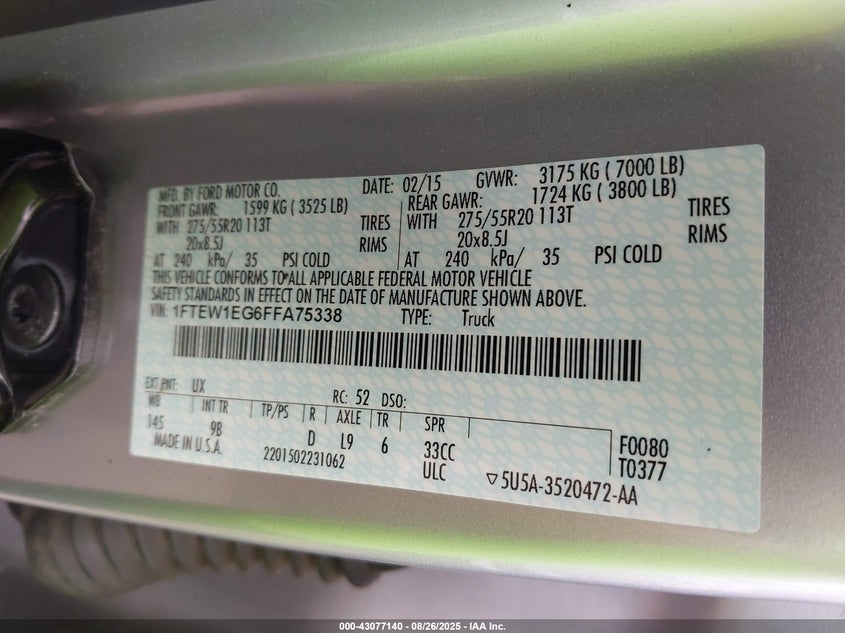 MFD. BY FORD MOTOR CO. DATE: 02/15 GVWR: 3175 KG ( 7000 LB)
FRONT GAWR: 1599 KG ( 3525 LB) REAR GAWR: 1724 KG ( 3800 LB)
WITH 275/55R20 113T TIRES WITH 275/55R20 113T TIRES
20x8.5J RIMS 20x8.5J RIMS
AT 240 kPa/ 35 PSI COLD AT 240 kPa/ 35 PSI COLD
THIS VEHICLE CONFORMS TO ALL APPLICABLE FEDERAL MOTOR VEHICLE
SAFETY STANDARDS IN EFFECT ON THE DATE OF MANUFACTURE SHOWN ABOVE.
VIN: 1FTEW1EG6FFA75338 TYPE: Truck
EXT PNT: UX RC: 52 DSO:
WB INT TR TP/PS R AXLE TR SPR
145 9B D L9 6 33CC F0080
MADE IN U.S.A. 2201502231062 ULC T0377
▽5U5A-3520472-AA
000-43077140 - 08/26/2025 - IAA Inc.